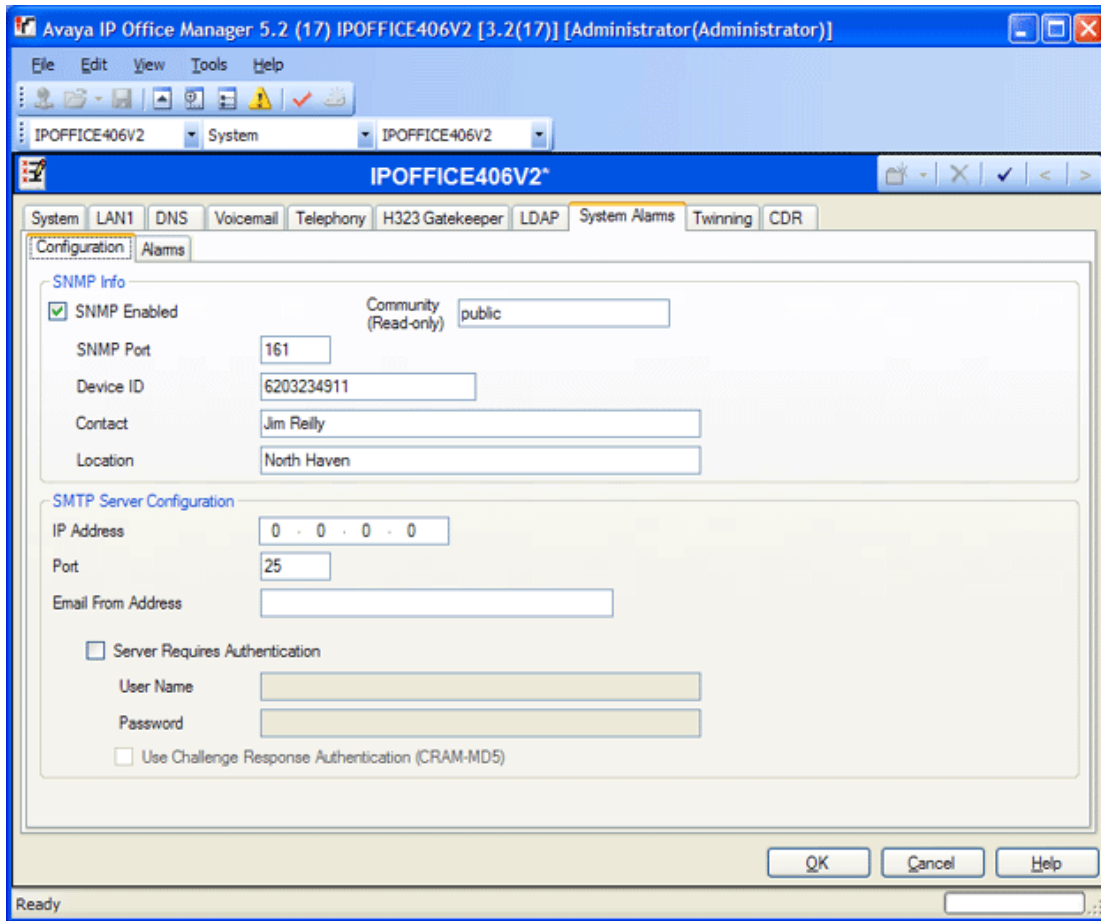 Avaya IP Office Manager 5.2 (17) IPOFFICE406V2 [3.2(17)] [Administrator(Administrator)]
File Edit View Tools Help
IPOFFICE406V2 System IPOFFICE406V2
IPOFFICE406V2*
System LAN1 DNS Voicemail Telephony H323 Gatekeeper LDAP System Alarms Twinning CDR
Configuration Alarms
SNMP Info
SNMP Enabled Community (Read-only) public
SNMP Port 161
Device ID 6203234911
Contact Jim Reilly
Location North Haven
SMTP Server Configuration
IP Address 0 . 0 . 0 . 0
Port 25
Email From Address
Server Requires Authentication
User Name
Password
Use Challenge Response Authentication (CRAM-MD5)
OK Cancel Help
Ready